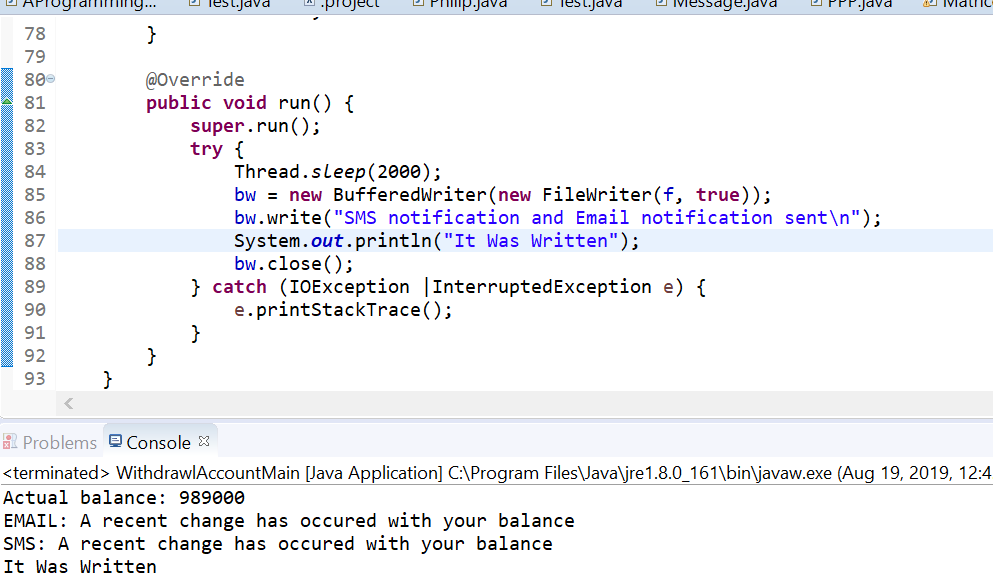 AProgramming... Test.java .project Philip.java Test.java Message.java PPP.java Matric
78 }
79
80 @Override
81 public void run() {
82 super.run();
83 try {
84 Thread.sleep(2000);
85 bw = new BufferedWriter(new FileWriter(f, true));
86 bw.write("SMS notification and Email notification sent\n");
87 System.out.println("It Was Written");
88 bw.close();
89 } catch (IOException |InterruptedException e) {
90 e.printStackTrace();
91 }
92 }
93 }
Problems Console
<terminated> WithdrawlAccountMain [Java Application] C:\Program Files\Java\jre1.8.0_161\bin\javaw.exe (Aug 19, 2019, 12:4
Actual balance: 989000
EMAIL: A recent change has occured with your balance
SMS: A recent change has occured with your balance
It Was Written